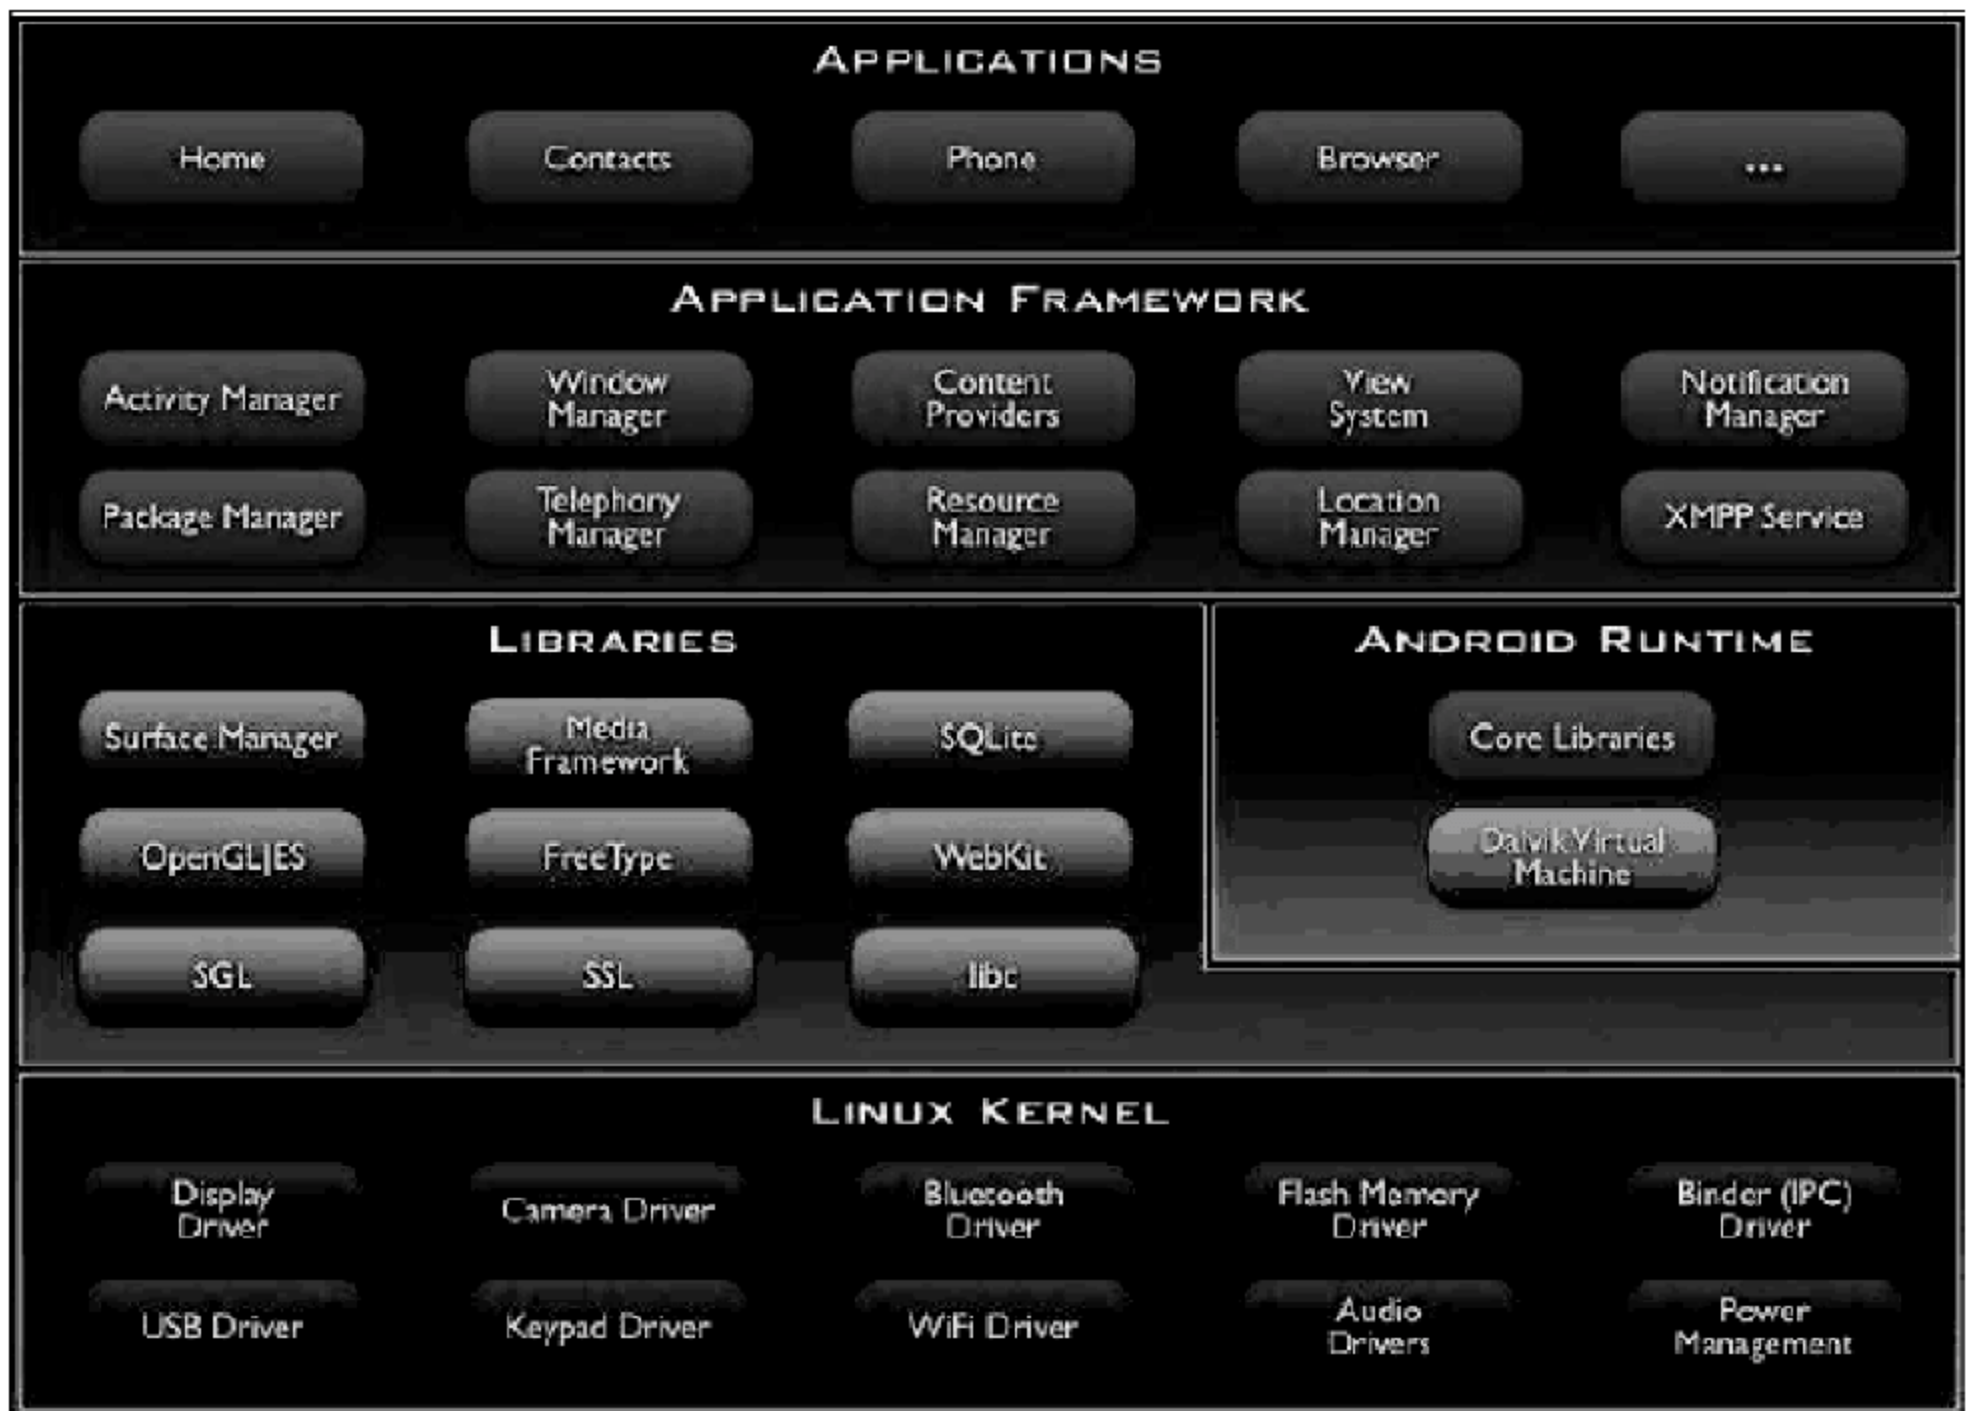 APPLICATIONS
Home
Contacts
Phone
Browser
...
APPLICATION FRAMEWORK
Activity Manager
Window
Manager
Content
Providers
View
System
Notification
Manager
Package Manager
Telephony
Manager
Resource
Manager
Location
Manager
XMPP Service
LIBRARIES
Surface Manager
Media
Framework
SQLite
OpenGL|ES
FreeType
WebKit
SGL
SSL
libc
ANDROID RUNTIME
Core Libraries
Dalvik Virtual
Machine
LINUX KERNEL
Display
Driver
Camera Driver
Bluetooth
Driver
Flash Memory
Driver
Binder (IPC)
Driver
USB Driver
Keypad Driver
WiFi Driver
Audio
Drivers
Power
Management